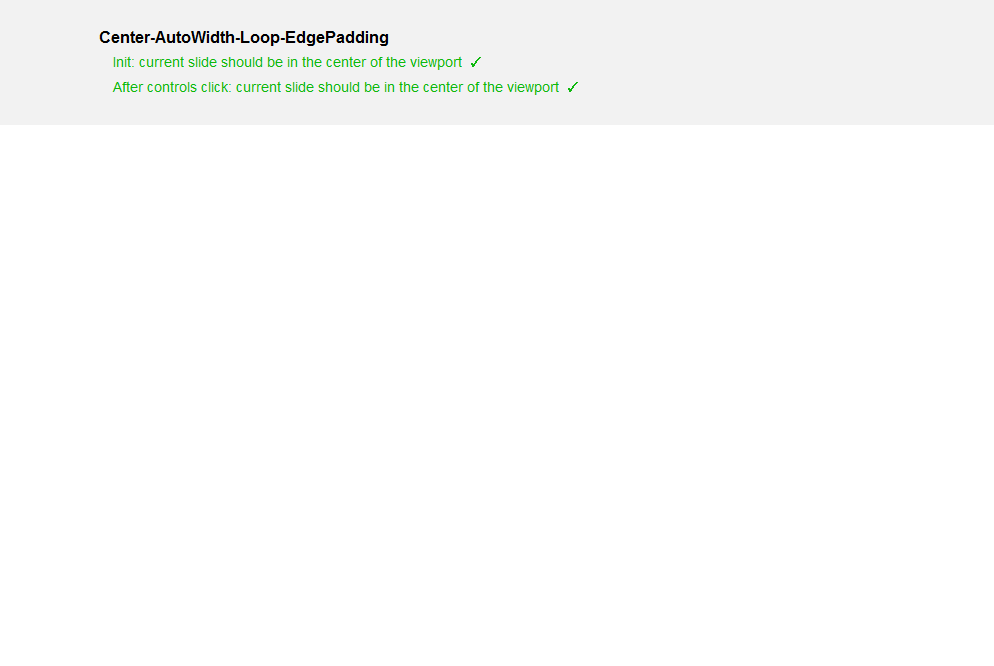 Center-AutoWidth-Loop-EdgePadding
Init: current slide should be in the center of the viewport ✓
After controls click: current slide should be in the center of the viewport ✓